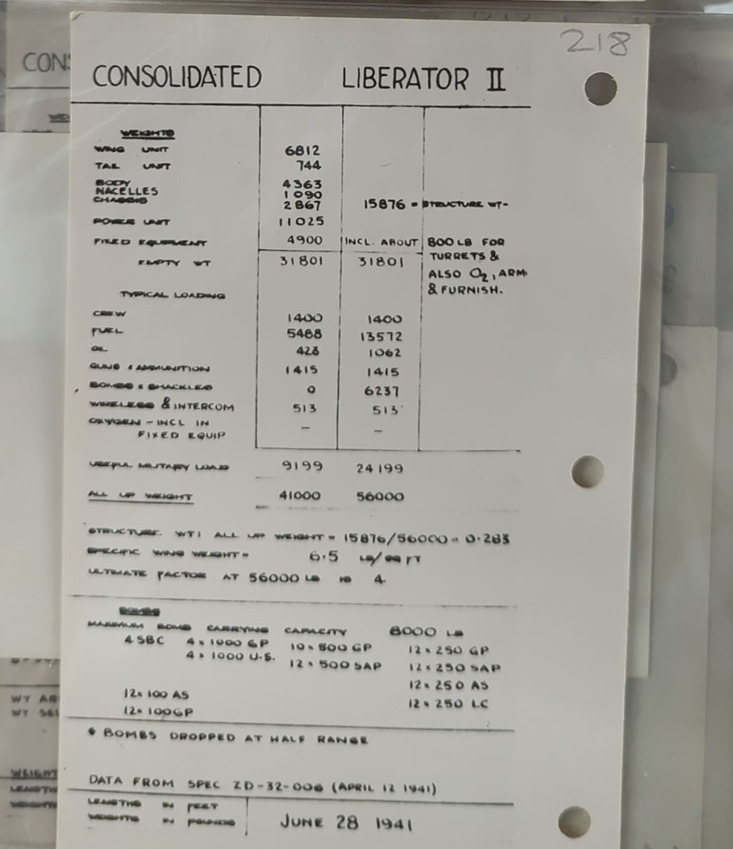 218
CONS
CONSOLIDATED LIBERATOR II
WEIGHTS
WING UNIT 6812
TAIL UNIT 744
BODY 4363
NACELLES 1090
CHASSIS 2867 15876 = STRUCTURE WT-
POWER UNIT 11025
FIXED EQUIPMENT 4900 INCL. ABOUT 800 LB FOR
TURRETS &
EMPTY WT 31801 31801
ALSO O2, ARM
& FURNISH.
TYPICAL LOADING
CREW 1400 1400
FUEL 5488 13572
OIL 428 1062
GUNS & AMMUNITION 1415 1415
BOMBS & SHACKLES 0 6237
WIRELESS & INTERCOM 513 513
OXYGEN - INCL IN
FIXED EQUIP - -
USEFUL MILITARY LOAD 9199 24199
ALL UP WEIGHT 41000 56000
STRUCTURE WT: ALL UP WEIGHT = 15876/56000 = 0.283
SPECIFIC WING WEIGHT = 6.5 LB/SQ FT
ULTIMATE FACTOR AT 56000 LB IS 4
BOMBS
MAXIMUM BOMB CARRYING CAPACITY 8000 LB
4 SBC 4 x 1000 GP 10 x 500 GP 12 x 250 GP
4 x 1000 U.S. 12 x 500 SAP 12 x 250 SAP
12 x 250 AS
12 x 100 AS 12 x 250 LC
12 x 100 GP
* BOMBS DROPPED AT HALF RANGE
DATA FROM SPEC ZD-32-006 (APRIL 12 1941)
LENGTHS IN FEET
WEIGHTS IN POUNDS JUNE 28 1941
WT AR
WEIGHT
LENGTH
WEIGHTS